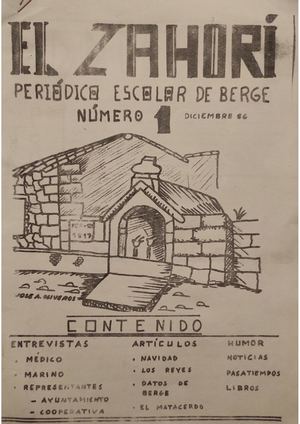 EL ZAHORÍ
PERIÓDICO ESCOLAR DE BERGE
NÚMERO 1 DICIEMBRE 86
JOSE A. OLIVEROS
CONTENIDO
ENTREVISTAS
• MÉDICO
• MARINO
• REPRESENTANTES
- AYUNTAMIENTO
- COOPERATIVA
ARTÍCULOS
• NAVIDAD
• LOS REYES
• DATOS DE
BERGE
• EL MATACERDO
HUMOR
NOTICIAS
PASATIEMPOS
LIBROS